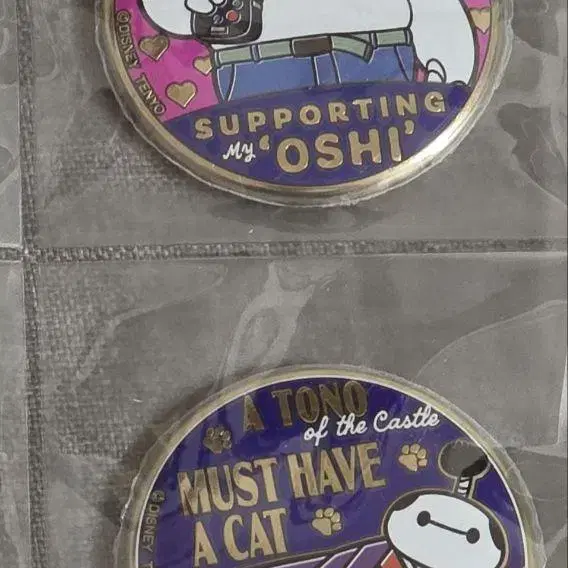 ©DISNEY TENYO
SUPPORTING
My 'OSHI'
A TONO
of the Castle
MUST HAVE
A CAT
©DISNEY T